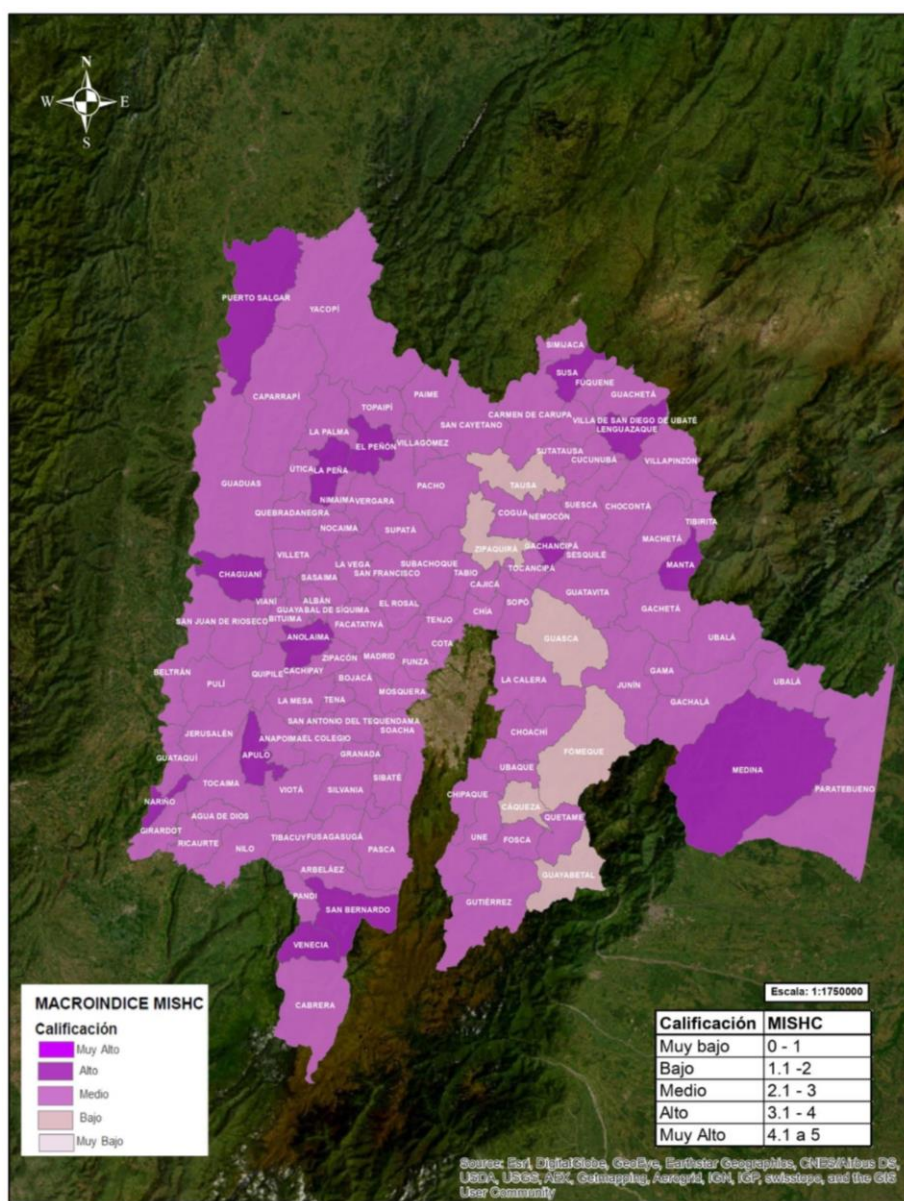 N
W E
S
PUERTO SALGAR
YACOPÍ
SIMIJACA
SUSA
FUQUENE
GUACHETÁ
CAPARRAPÍ
PAIME
TOPAIPÍ
CARMEN DE CARUPA
SAN CAYETANO
VILLA DE SAN DIEGO DE UBATÉ
LENGUAZAQUE
LA PALMA
EL PEÑÓN
VILLAGÓMEZ
SUTATAUSA
CUCUNUBÁ
VILLAPINZÓN
ÚTICA
LA PEÑA
GUADUAS
PACHO
TAUSA
NIMAIMA
VERGARA
QUEBRADANEGRA
COGUA
NEMOCÓN
SUESCA
CHOCONTÁ
NOCAIMA
SUPATÁ
TIBIRITA
MACHETÁ
VILLETA
ZIPAQUIRÁ
GACHANCIPÁ
SESQUILÉ
LA VEGA
SUBACHOQUE
TOCANCIPÁ
MANTA
CHAGUANÍ
SASAIMA
SAN FRANCISCO
TABIO
CAJICÁ
GUATAVITA
VIANÍ
ALBÁN
EL ROSAL
SOPÓ
GUAYABAL DE SÍQUIMA
CHÍA
GACHETÁ
SAN JUAN DE RIOSECO
BITUIMA
FACATATIVÁ
TENJO
ANOLAIMA
GUASCA
UBALÁ
COTA
ZIPACÓN
MADRID
FUNZA
BELTRÁN
QUIPILE
CACHIPAY
GAMA
UBALÁ
PULÍ
BOJACÁ
LA CALERA
JUNÍN
MOSQUERA
GACHALÁ
LA MESA
TENA
SAN ANTONIO DEL TEQUENDAMA
SOACHA
JERUSALÉN
ANAPOIMA
EL COLEGIO
CHOACHÍ
GUATAQUÍ
APULO
GRANADA
FÓMEQUE
UBAQUE
MEDINA
TOCAIMA
SIBATÉ
VIOTÁ
SILVANIA
CHIPAQUE
PARATEBUENO
NARIÑO
CÁQUEZA
AGUA DE DIOS
QUETAME
GIRARDOT
TIBACUY
FUSAGASUGÁ
UNE
FOSCA
RICAURTE
NILO
PASCA
ARBELÁEZ
GUAYABETAL
PANDI
GUTIÉRREZ
SAN BERNARDO
VENECIA
CABRERA
MACROINDICE MISHC
Calificación
Muy Alto
Alto
Medio
Bajo
Muy Bajo
Escala: 1:1750000
Calificación MISHC
Muy bajo 0 - 1
Bajo 1.1 -2
Medio 2.1 - 3
Alto 3.1 - 4
Muy Alto 4.1 a 5
Source: Esri, DigitalGlobe, GeoEye, Earthstar Geographics, CNES/Airbus DS,
USDA, USGS, AEX, Getmapping, Aerogrid, IGN, IGP, swisstopo, and the GIS
User Community